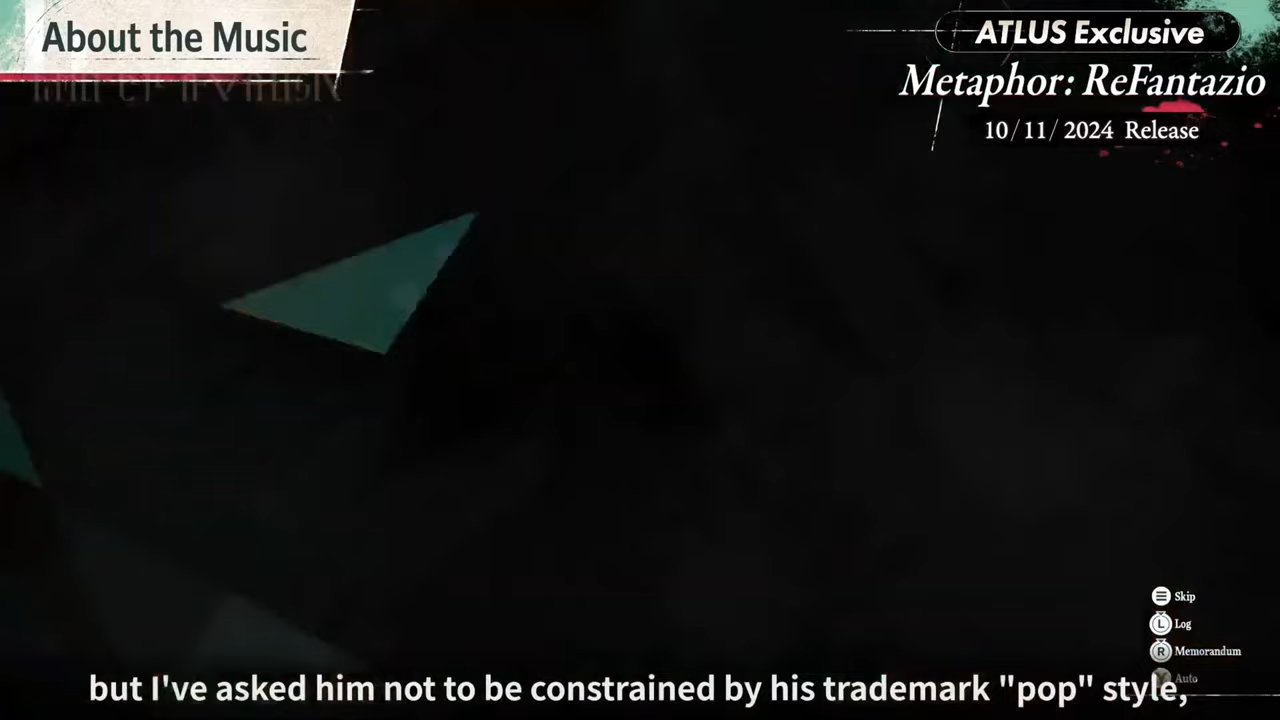 About the Music
ATLUS Exclusive
Metaphor: ReFantazio
10/11/2024 Release
Skip
L Log
R Memorandum
Auto
but I've asked him not to be constrained by his trademark "pop" style,